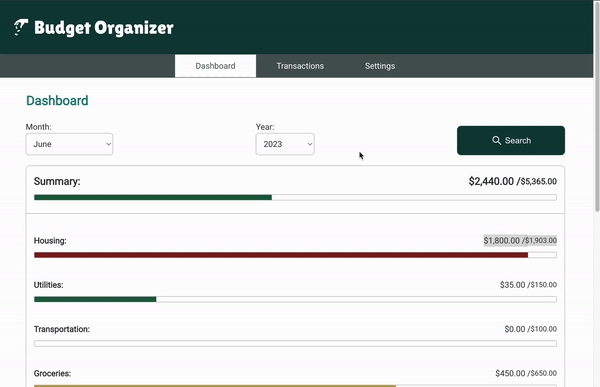 Budget Organizer
Dashboard Transactions Settings
Dashboard
Month: Year:
June 2023 Search
Summary: $2,440.00 /$5,365.00
Housing: $1,800.00 /$1,903.00
Utilities: $35.00 /$150.00
Transportation: $0.00 /$100.00
Groceries: $450.00 /$650.00